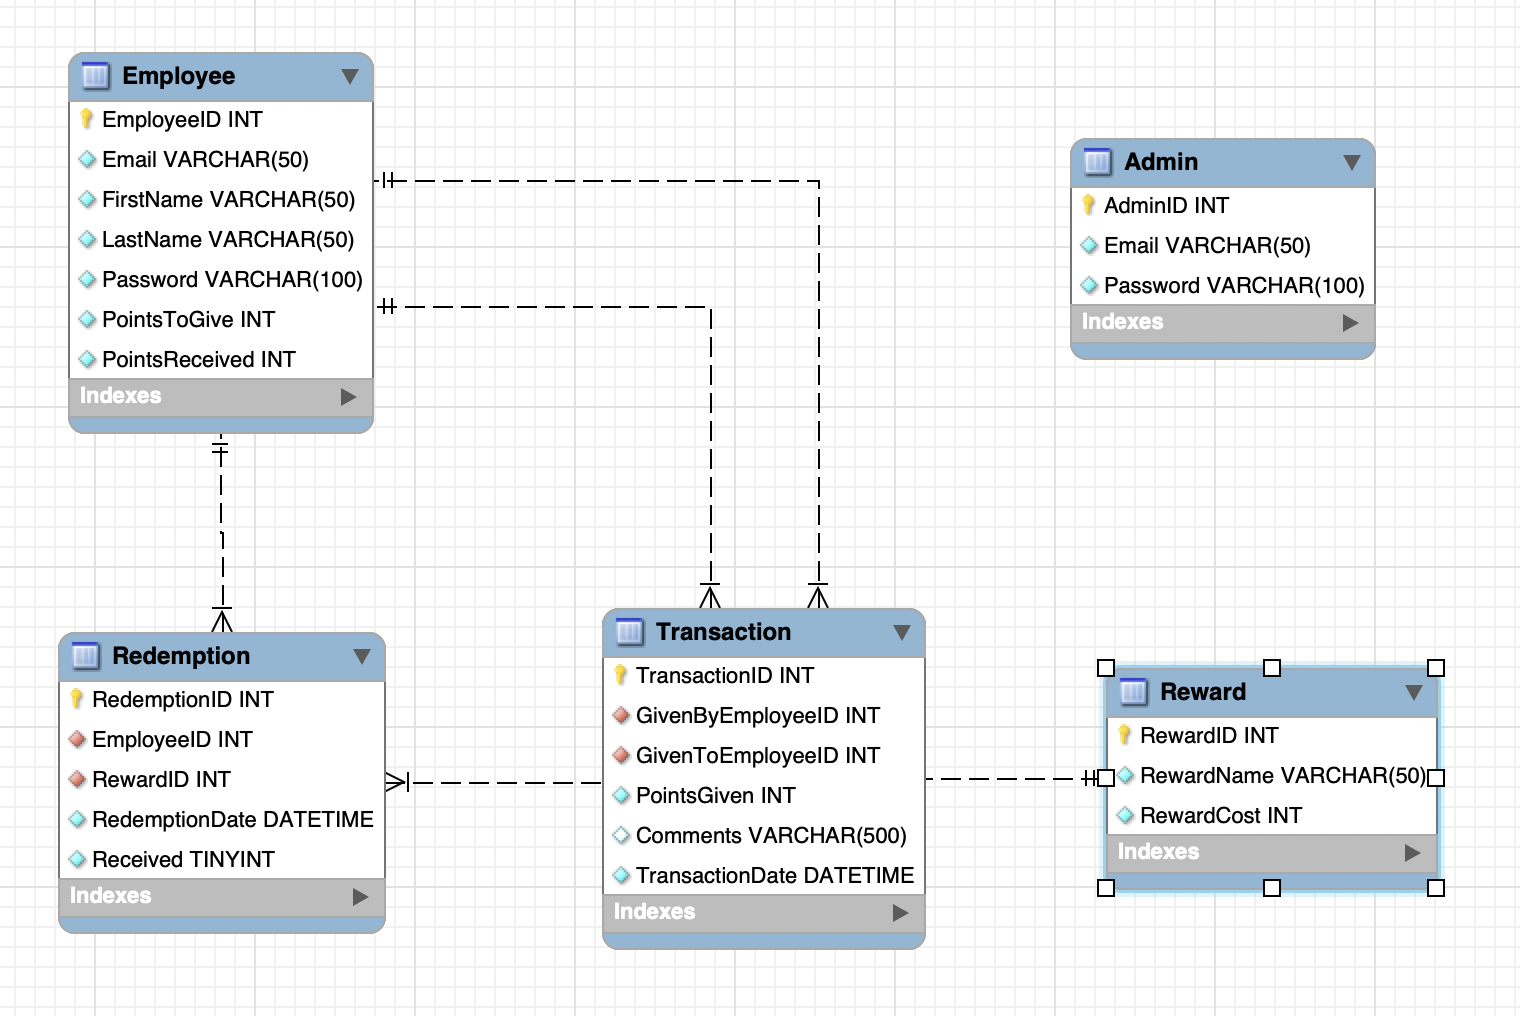 Employee
EmployeeID INT
Email VARCHAR(50)
FirstName VARCHAR(50)
LastName VARCHAR(50)
Password VARCHAR(100)
PointsToGive INT
PointsReceived INT
Indexes
Admin
AdminID INT
Email VARCHAR(50)
Password VARCHAR(100)
Indexes
Redemption
RedemptionID INT
EmployeeID INT
RewardID INT
RedemptionDate DATETIME
Received TINYINT
Indexes
Transaction
TransactionID INT
GivenByEmployeeID INT
GivenToEmployeeID INT
PointsGiven INT
Comments VARCHAR(500)
TransactionDate DATETIME
Indexes
Reward
RewardID INT
RewardName VARCHAR(50)
RewardCost INT
Indexes